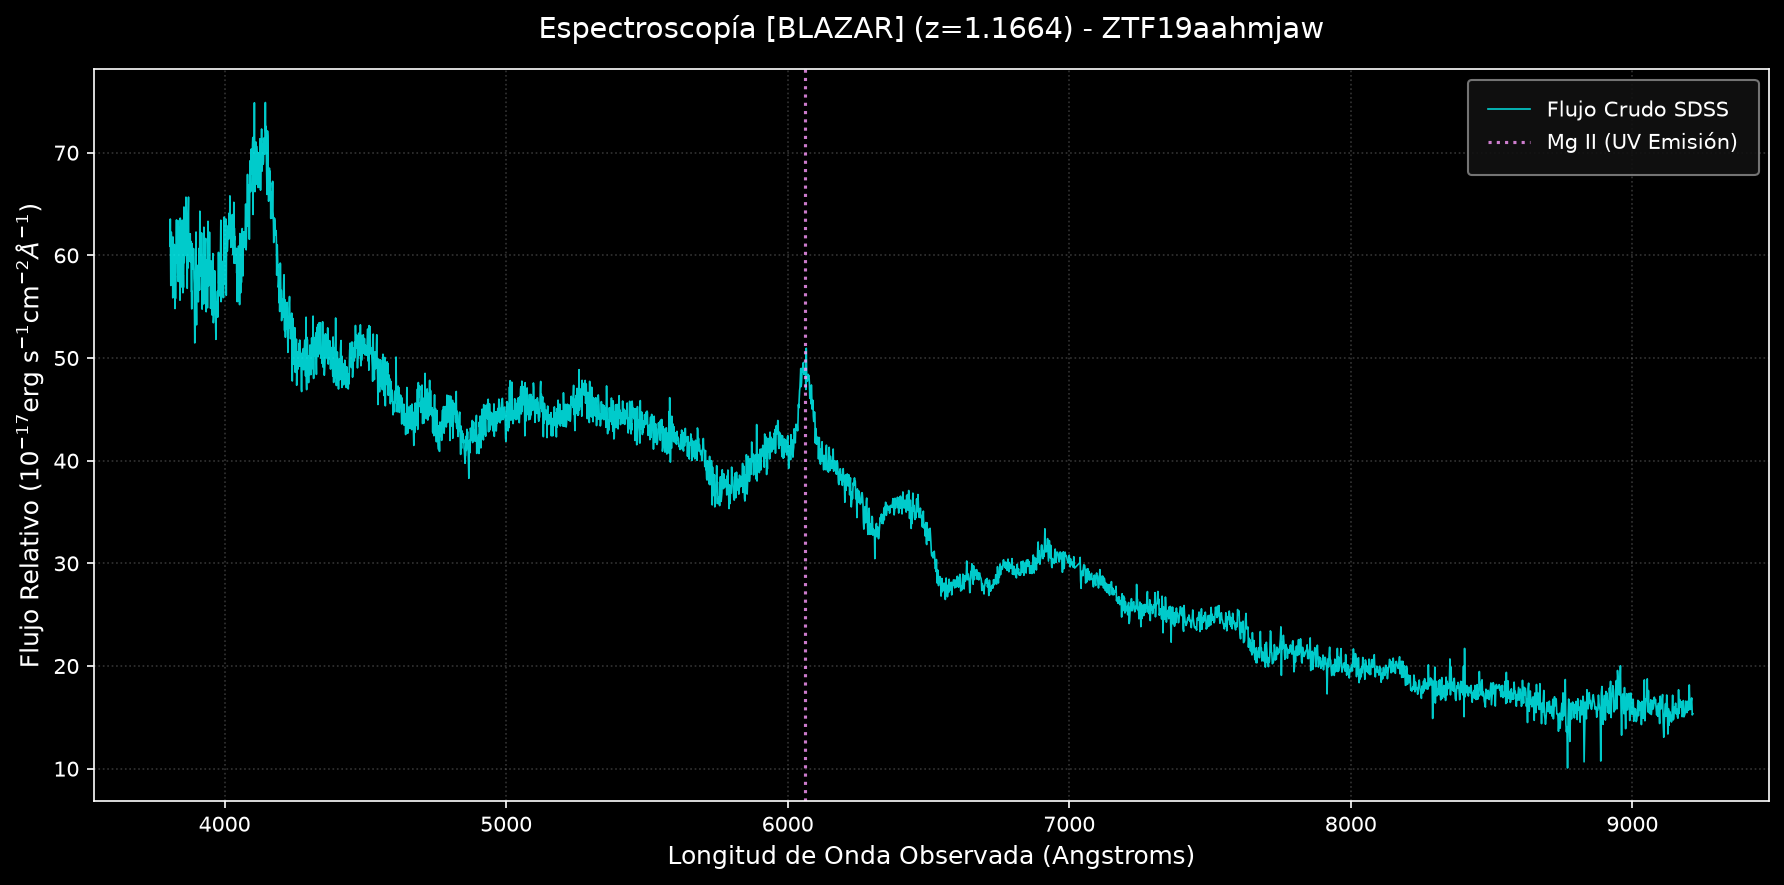 Espectroscopía [BLAZAR] (z=1.1664) - ZTF19aahmjaw
Flujo Crudo SDSS
Mg II (UV Emisión)
Flujo Relativo (10⁻¹⁷erg s⁻¹cm⁻²Å⁻¹)
70
60
50
40
30
20
10
4000 5000 6000 7000 8000 9000
Longitud de Onda Observada (Angstroms)